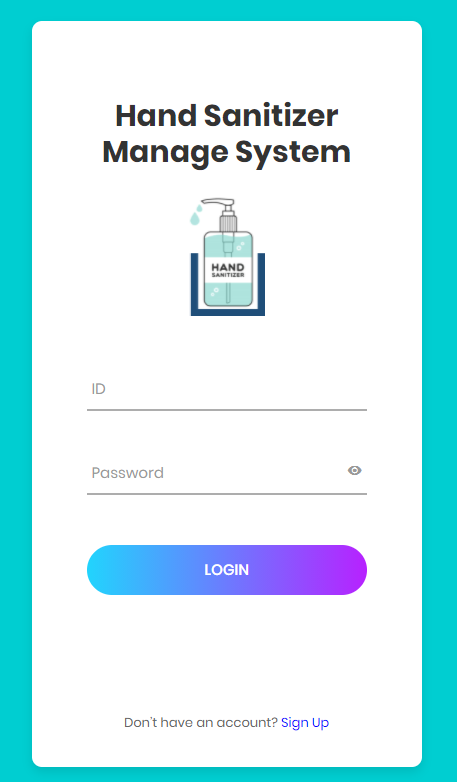 Hand Sanitizer
Manage System
HAND
SANITIZER
ID
Password
LOGIN
Don't have an account? Sign Up